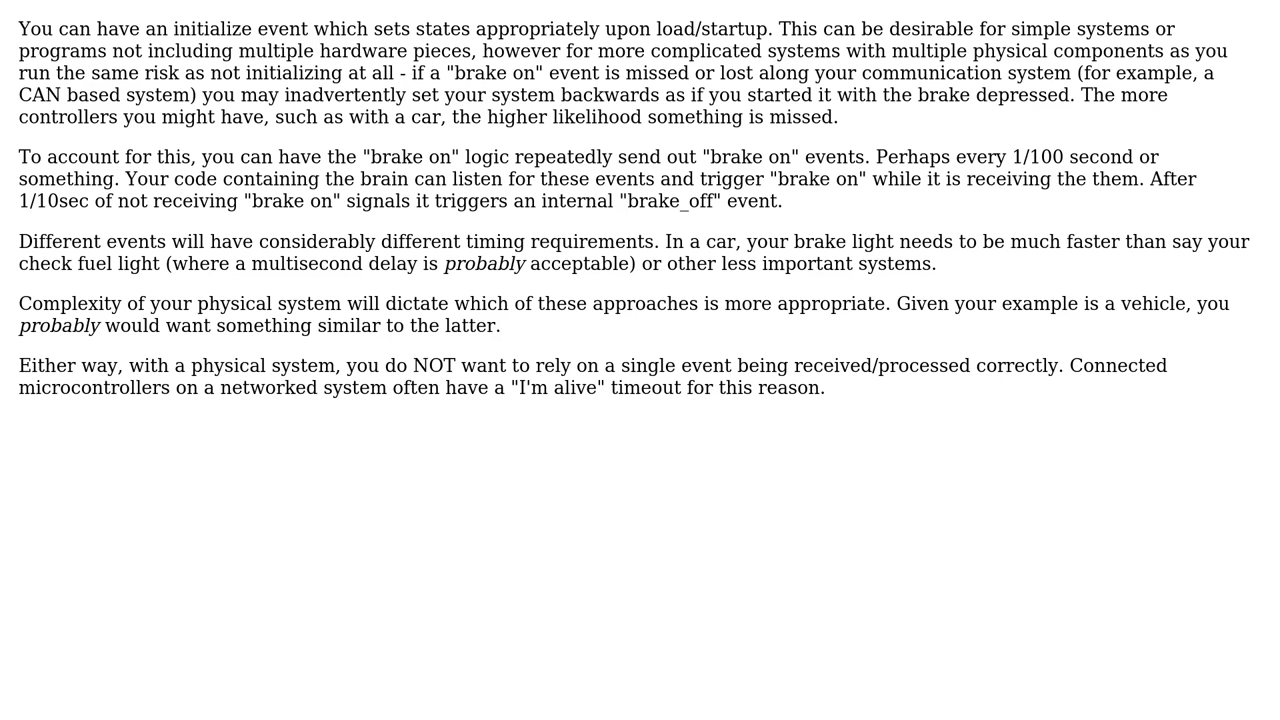 You can have an initialize event which sets states appropriately upon load/startup. This can be desirable for simple systems or
programs not including multiple hardware pieces, however for more complicated systems with multiple physical components as you
run the same risk as not initializing at all - if a "brake on" event is missed or lost along your communication system (for example, a
CAN based system) you may inadvertently set your system backwards as if you started it with the brake depressed. The more
controllers you might have, such as with a car, the higher likelihood something is missed.
To account for this, you can have the "brake on" logic repeatedly send out "brake on" events. Perhaps every 1/100 second or
something. Your code containing the brain can listen for these events and trigger "brake on" while it is receiving the them. After
1/10sec of not receiving "brake on" signals it triggers an internal "brake_off" event.
Different events will have considerably different timing requirements. In a car, your brake light needs to be much faster than say your
check fuel light (where a multisecond delay is probably acceptable) or other less important systems.
Complexity of your physical system will dictate which of these approaches is more appropriate. Given your example is a vehicle, you
probably would want something similar to the latter.
Either way, with a physical system, you do NOT want to rely on a single event being received/processed correctly. Connected
microcontrollers on a networked system often have a "I'm alive" timeout for this reason.